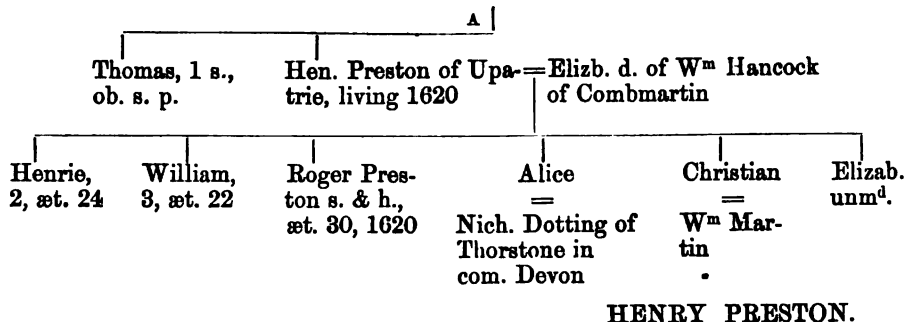 A
Thomas, 1 s.,
ob. s. p.
Hen. Preston of Upa-
trie, living 1620
=Elizb. d. of Wᵐ Hancock
of Combmartin
Henrie,
2, æt. 24
William,
3, æt. 22
Roger Pres-
ton s. & h.,
æt. 30, 1620
Alice
=
Nich. Dotting of
Thorstone in
com. Devon
Christian
=
Wᵐ Mar-
tin
Elizab.
unmᵈ.
HENRY PRESTON.